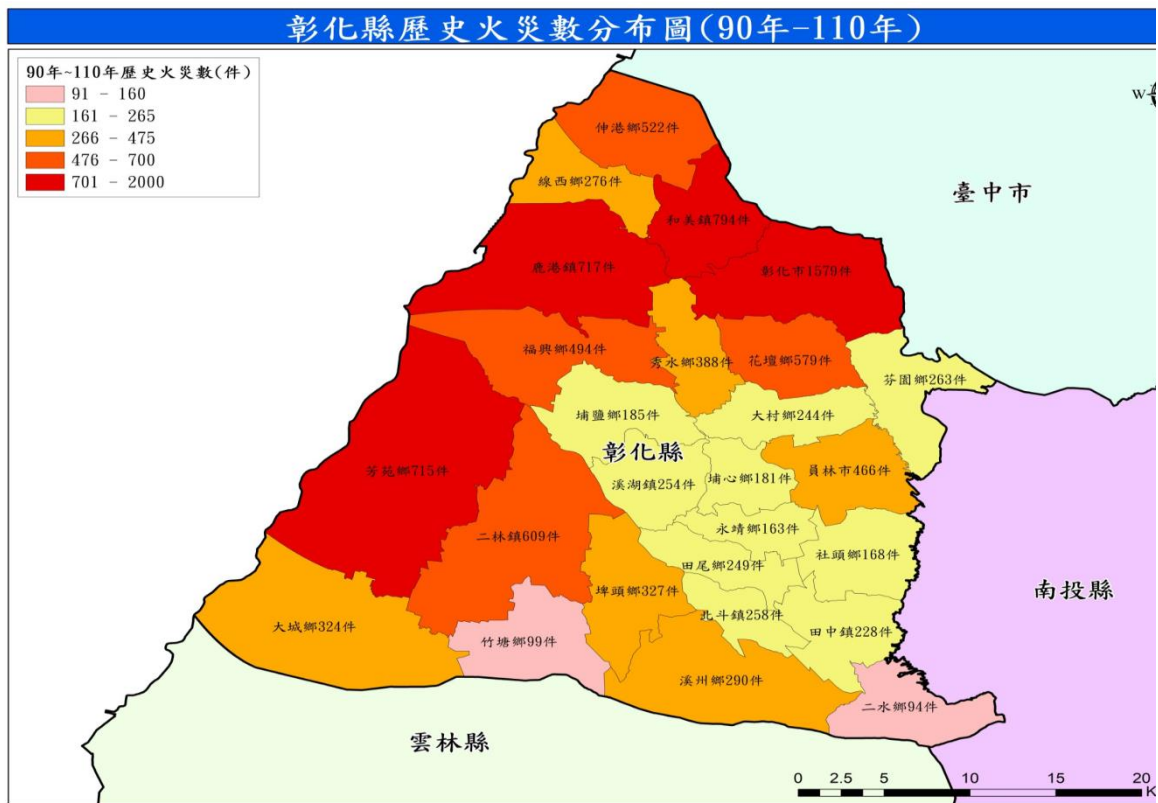 彰化縣歷史火災數分布圖(90年-110年)
90年~110年歷史火災數(件)
91 - 160
161 - 265
266 - 475
476 - 700
701 - 2000
W
伸港鄉522件
線西鄉276件
和美鎮794件
臺中市
鹿港鎮717件
彰化市1579件
福興鄉494件
秀水鄉388件
花壇鄉579件
芬園鄉263件
埔鹽鄉185件
大村鄉244件
彰化縣
芳苑鄉715件
溪湖鎮254件
埔心鄉181件
員林市466件
二林鎮609件
永靖鄉163件
社頭鄉168件
田尾鄉249件
埤頭鄉327件
南投縣
北斗鎮258件
大城鄉324件
竹塘鄉99件
田中鎮228件
溪州鄉290件
二水鄉94件
雲林縣
0 2.5 5 10 15 20
K